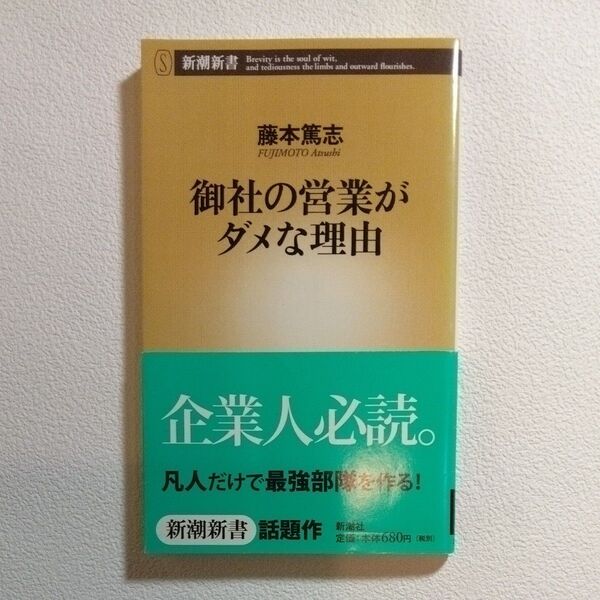 新潮新書
Brevity is the soul of wit,
and tediousness the limbs and outward flourishes.
藤本篤志
FUJIMOTO Atsushi
御社の営業が
ダメな理由
企業人必読。
凡人だけで最強部隊を作る!
新潮新書 話題作
新潮社
定価:本体680円(税別)